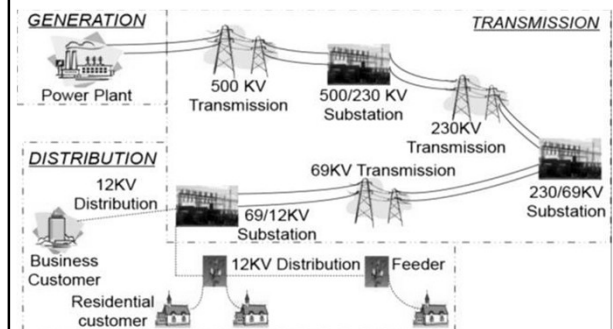 GENERATION
Power Plant
TRANSMISSION
500 KV
Transmission
500/230 KV
Substation
230KV
Transmission
230/69KV
Substation
69KV Transmission
69/12KV
Substation
DISTRIBUTION
12KV
Distribution
Business
Customer
12KV Distribution
Feeder
Residential
customer